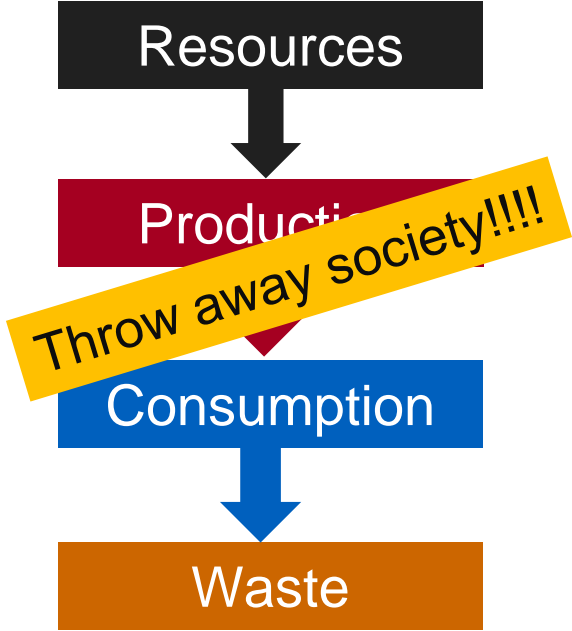 Resources
Producti
Throw away society!!!!
Consumption
Waste